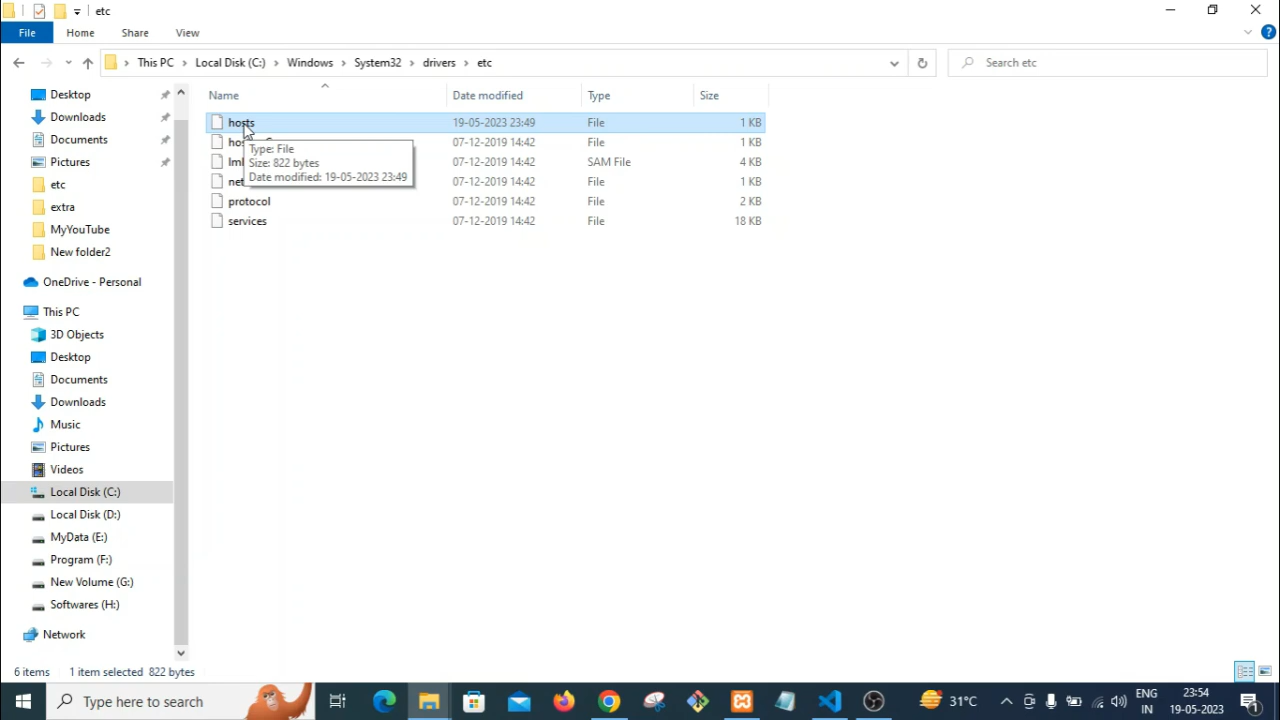 etc
File Home Share View
This PC Local Disk (C:) Windows System32 drivers etc
Search etc
Desktop
Downloads
Documents
Pictures
etc
extra
MyYouTube
New folder2
OneDrive - Personal
This PC
3D Objects
Desktop
Documents
Downloads
Music
Pictures
Videos
Local Disk (C:)
Local Disk (D:)
MyData (E:)
Program (F:)
New Volume (G:)
Softwares (H:)
Network
Name Date modified Type Size
hosts 19-05-2023 23:49 File 1 KB
07-12-2019 14:42 File 1 KB
07-12-2019 14:42 SAM File 4 KB
07-12-2019 14:42 File 1 KB
protocol 07-12-2019 14:42 File 2 KB
services 07-12-2019 14:42 File 18 KB
Type: File
Size: 822 bytes
Date modified: 19-05-2023 23:49
6 items 1 item selected 822 bytes
Type here to search
31°C
ENG
IN
23:54
19-05-2023
1